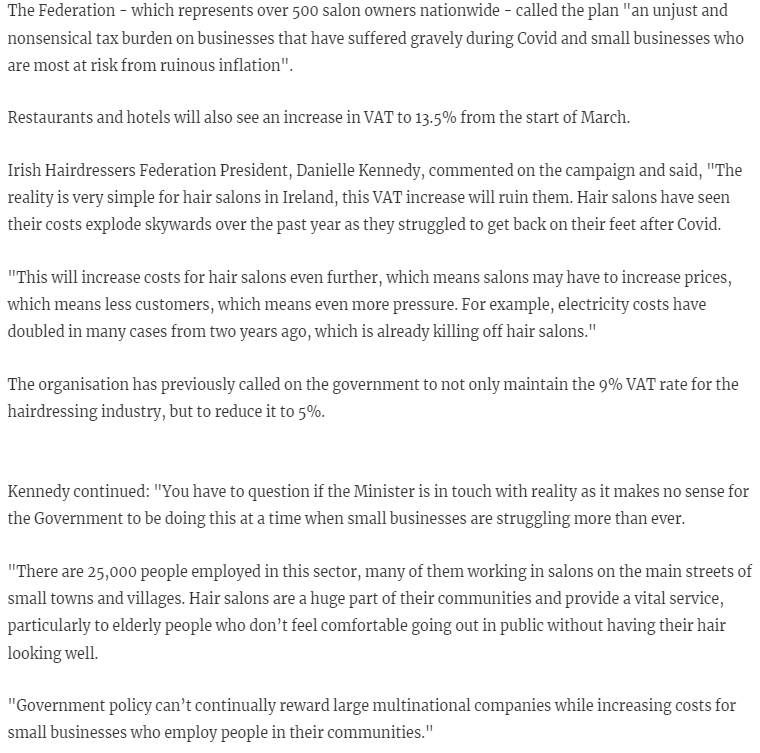 The Federation - which represents over 500 salon owners nationwide - called the plan "an unjust and
nonsensical tax burden on businesses that have suffered gravely during Covid and small businesses who
are most at risk from ruinous inflation".
Restaurants and hotels will also see an increase in VAT to 13.5% from the start of March.
Irish Hairdressers Federation President, Danielle Kennedy, commented on the campaign and said, "The
reality is very simple for hair salons in Ireland, this VAT increase will ruin them. Hair salons have seen
their costs explode skywards over the past year as they struggled to get back on their feet after Covid.
"This will increase costs for hair salons even further, which means salons may have to increase prices,
which means less customers, which means even more pressure. For example, electricity costs have
doubled in many cases from two years ago, which is already killing off hair salons."
The organisation has previously called on the government to not only maintain the 9% VAT rate for the
hairdressing industry, but to reduce it to 5%.
Kennedy continued: "You have to question if the Minister is in touch with reality as it makes no sense for
the Government to be doing this at a time when small businesses are struggling more than ever.
"There are 25,000 people employed in this sector, many of them working in salons on the main streets of
small towns and villages. Hair salons are a huge part of their communities and provide a vital service,
particularly to elderly people who don’t feel comfortable going out in public without having their hair
looking well.
"Government policy can’t continually reward large multinational companies while increasing costs for
small businesses who employ people in their communities."